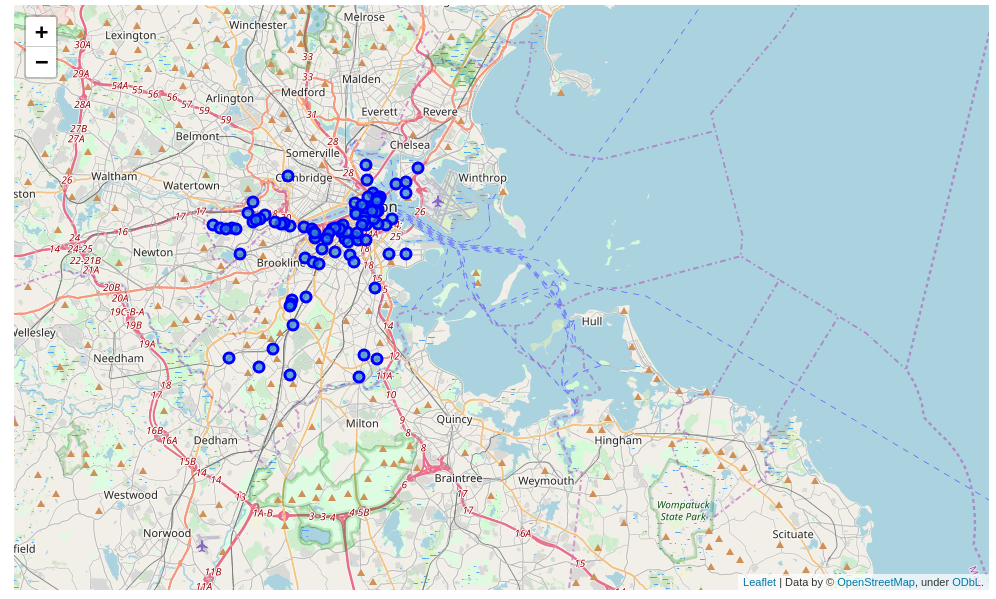 +
−
Winchester
Melrose
Lexington
30A
33
29A
Malden
33
54A
55
56
56
57
59
59
Arlington
Medford
28A
31
Everett
Revere
27B
27A
Belmont
28
Chelsea
Somerville
28
Waltham
26
Watertown
Winthrop
ston
17
17
26
24
25
14
24-25
22-21B
21A
Newton
18
18
15
20B
20A
19C-B-A
19B
14
Hull
Wellesley
19A
Needham
12
11A
18
17
10
9
Quincy
16B
16A
Milton
8
8
Dedham
Hingham
15B
14
14
6
Braintree
Weymouth
13
Westwood
17
Wompatuck
State Park
1A-B
3-3-4
4-5B
17
Norwood
16A
Scituate
field
15
11B
11A
14
Leaflet | Data by © OpenStreetMap, under ODbL.